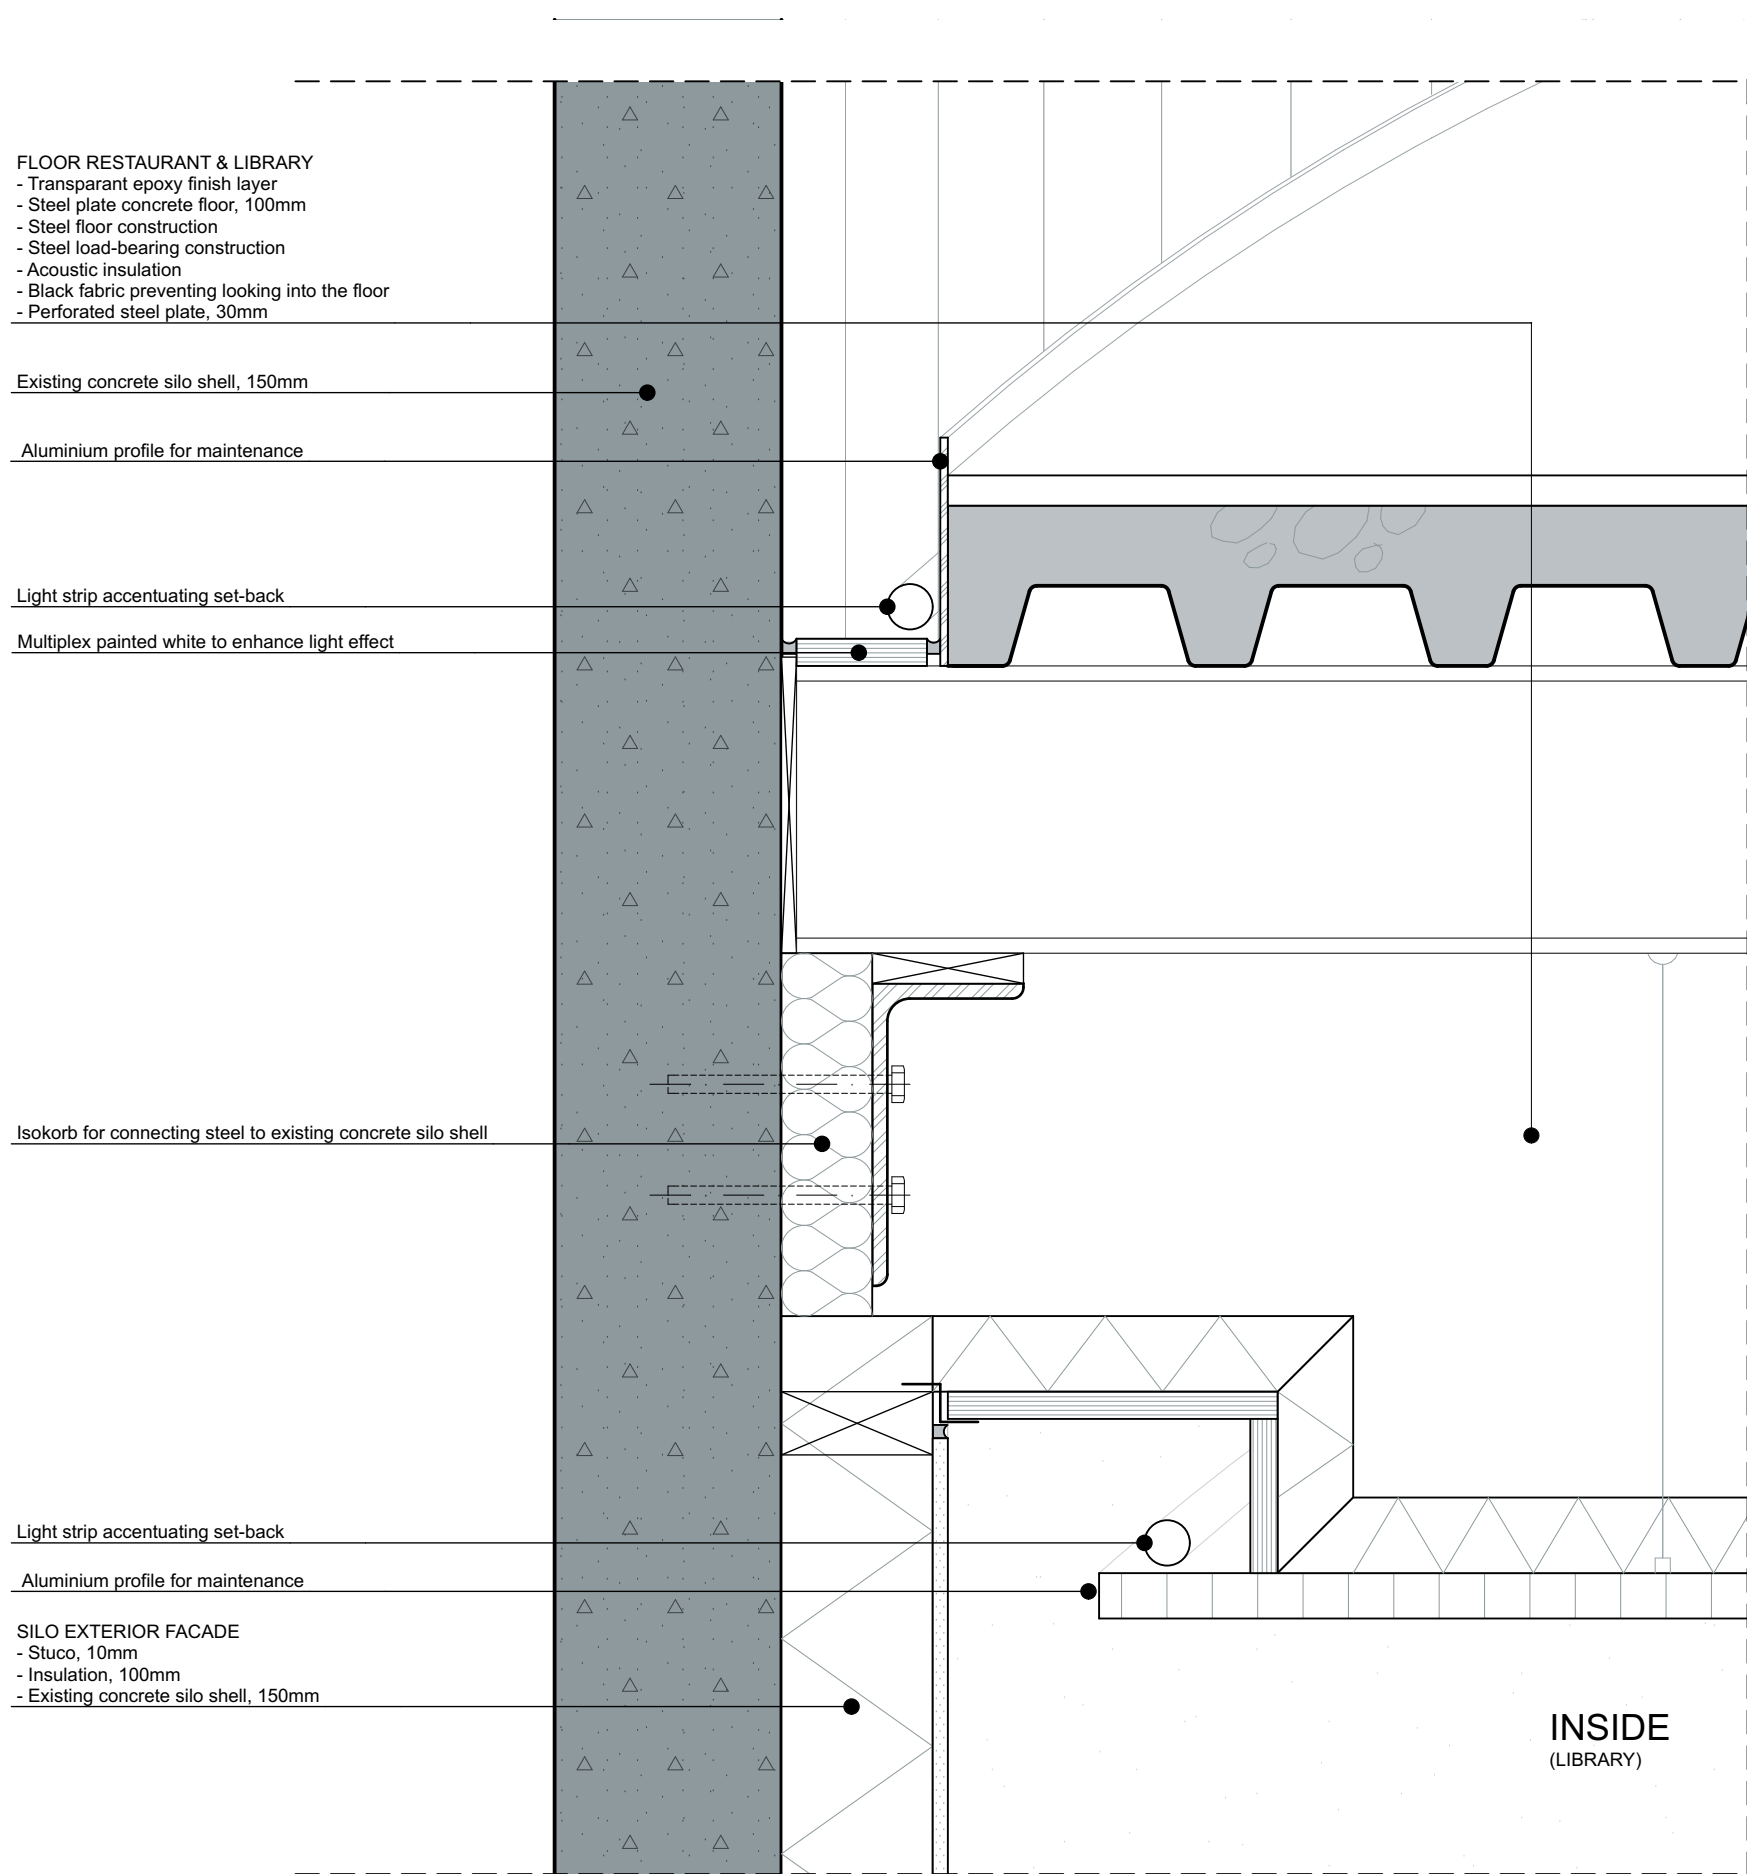 FLOOR RESTAURANT & LIBRARY
- Transparant epoxy finish layer
- Steel plate concrete floor, 100mm
- Steel floor construction
- Steel load-bearing construction
- Acoustic insulation
- Black fabric preventing looking into the floor
- Perforated steel plate, 30mm
Existing concrete silo shell, 150mm
Aluminium profile for maintenance
Light strip accentuating set-back
Multiplex painted white to enhance light effect
Isokorb for connecting steel to existing concrete silo shell
Light strip accentuating set-back
Aluminium profile for maintenance
SILO EXTERIOR FACADE
- Stuco, 10mm
- Insulation, 100mm
- Existing concrete silo shell, 150mm
INSIDE
(LIBRARY)